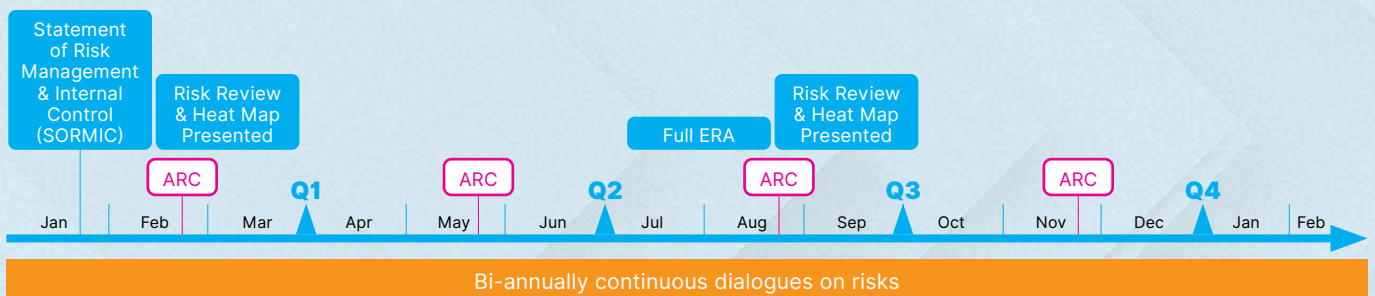 Statement
of Risk
Management
& Internal
Control
(SORMIC)
Risk Review
& Heat Map
Presented
Full ERA
Risk Review
& Heat Map
Presented
ARC
ARC
ARC
ARC
Q1
Q2
Q3
Q4
Jan Feb Mar Apr May Jun Jul Aug Sep Oct Nov Dec Jan Feb
Bi-annually continuous dialogues on risks